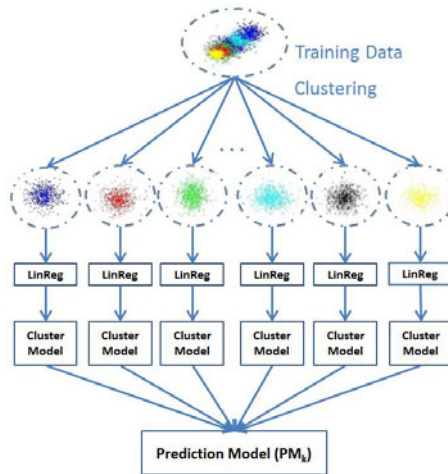 Training Data
Clustering
...
LinReg LinReg LinReg LinReg LinReg LinReg
Cluster Model Cluster Model Cluster Model Cluster Model Cluster Model Cluster Model
Prediction Model (PMk)